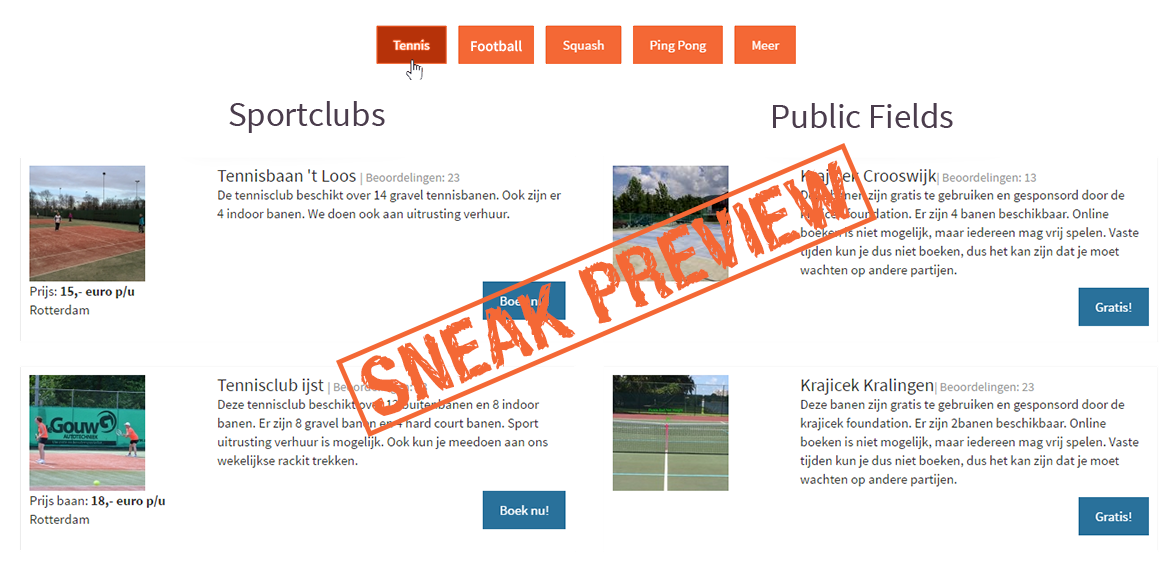 Tennis Football Squash Ping Pong Meer
Sportclubs
Tennisbaan 't Loos | Beoordelingen: 23
De tennisclub beschikt over 14 gravel tennisbanen. Ook zijn er
4 indoor banen. We doen ook aan uitrusting verhuur.
Prijs: 15,- euro p/u
Rotterdam
Boek nu!
Gouw
AUTOTECHNIEK
Tennisclub ijst | Beoordelingen:
Deze tennisclub beschikt over 12 buitenbanen en 8 indoor
banen. Er zijn 8 gravel banen en 4 hard court banen. Sport
uitrusting verhuur is mogelijk. Ook kun je meedoen aan ons
wekelijkse rackit trekken.
Prijs baan: 18,- euro p/u
Rotterdam
Boek nu!
Public Fields
Krajicek Crooswijk| Beoordelingen: 13
Deze banen zijn gratis te gebruiken en gesponsord door de
krajicek foundation. Er zijn 4 banen beschikbaar. Online
boeken is niet mogelijk, maar iedereen mag vrij spelen. Vaste
tijden kun je dus niet boeken, dus het kan zijn dat je moet
wachten op andere partijen.
Gratis!
Krajicek Kralingen| Beoordelingen: 23
Deze banen zijn gratis te gebruiken en gesponsord door de
krajicek foundation. Er zijn 2banen beschikbaar. Online
boeken is niet mogelijk, maar iedereen mag vrij spelen. Vaste
tijden kun je dus niet boeken, dus het kan zijn dat je moet
wachten op andere partijen.
Gratis!
SNEAK PREVIEW